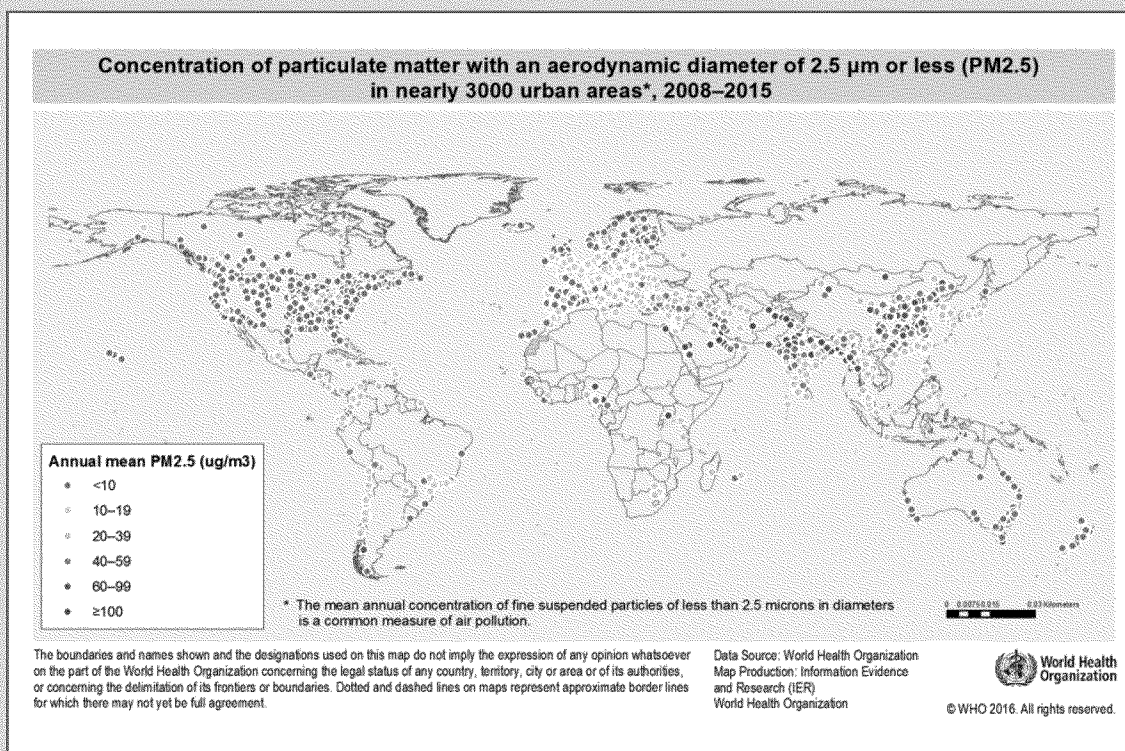 Concentration of particulate matter with an aerodynamic diameter of 2.5 µm or less (PM2.5)
in nearly 3000 urban areas*, 2008–2015
Annual mean PM2.5 (ug/m3)
<10
10–19
20–39
40–59
60–99
≥100
* The mean annual concentration of fine suspended particles of less than 2.5 microns in diameters
is a common measure of air pollution.
0 0.0075 0.015 0.03 Kilometers
The boundaries and names shown and the designations used on this map do not imply the expression of any opinion whatsoever
on the part of the World Health Organization concerning the legal status of any country, territory, city or area or of its authorities,
or concerning the delimitation of its frontiers or boundaries. Dotted and dashed lines on maps represent approximate border lines
for which there may not yet be full agreement.
Data Source: World Health Organization
Map Production: Information Evidence
and Research (IER)
World Health Organization
World Health
Organization
© WHO 2016. All rights reserved.